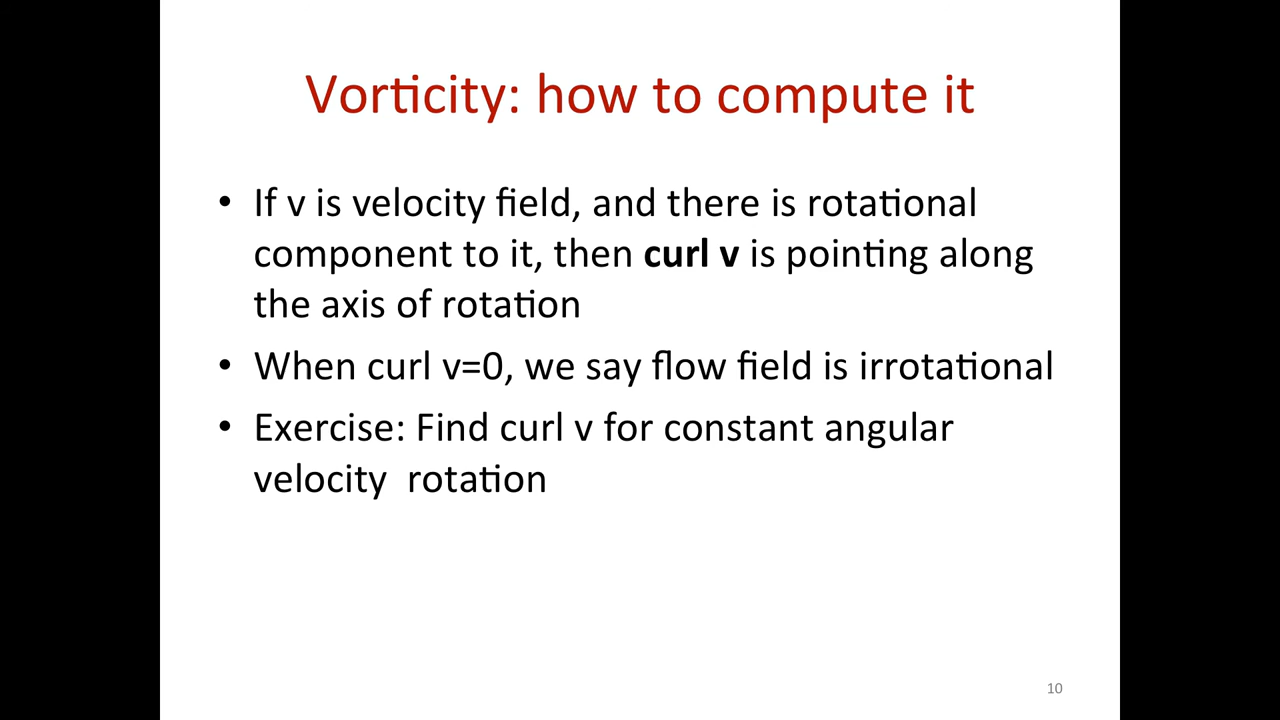 Vorticity: how to compute it
• If v is velocity field, and there is rotational
component to it, then curl v is pointing along
the axis of rotation
• When curl v=0, we say flow field is irrotational
• Exercise: Find curl v for constant angular
velocity  rotation
10